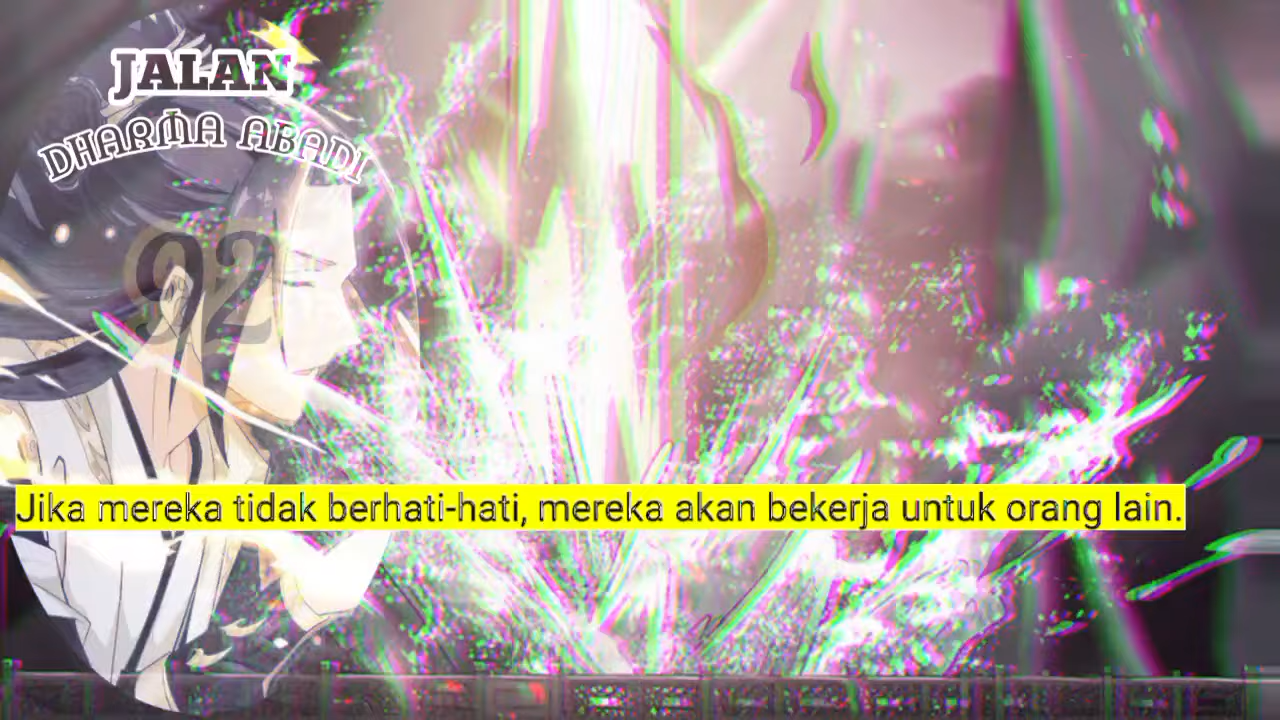 JALAN
DHARMA ABADI
92
Jika mereka tidak berhati-hati, mereka akan bekerja untuk orang lain.